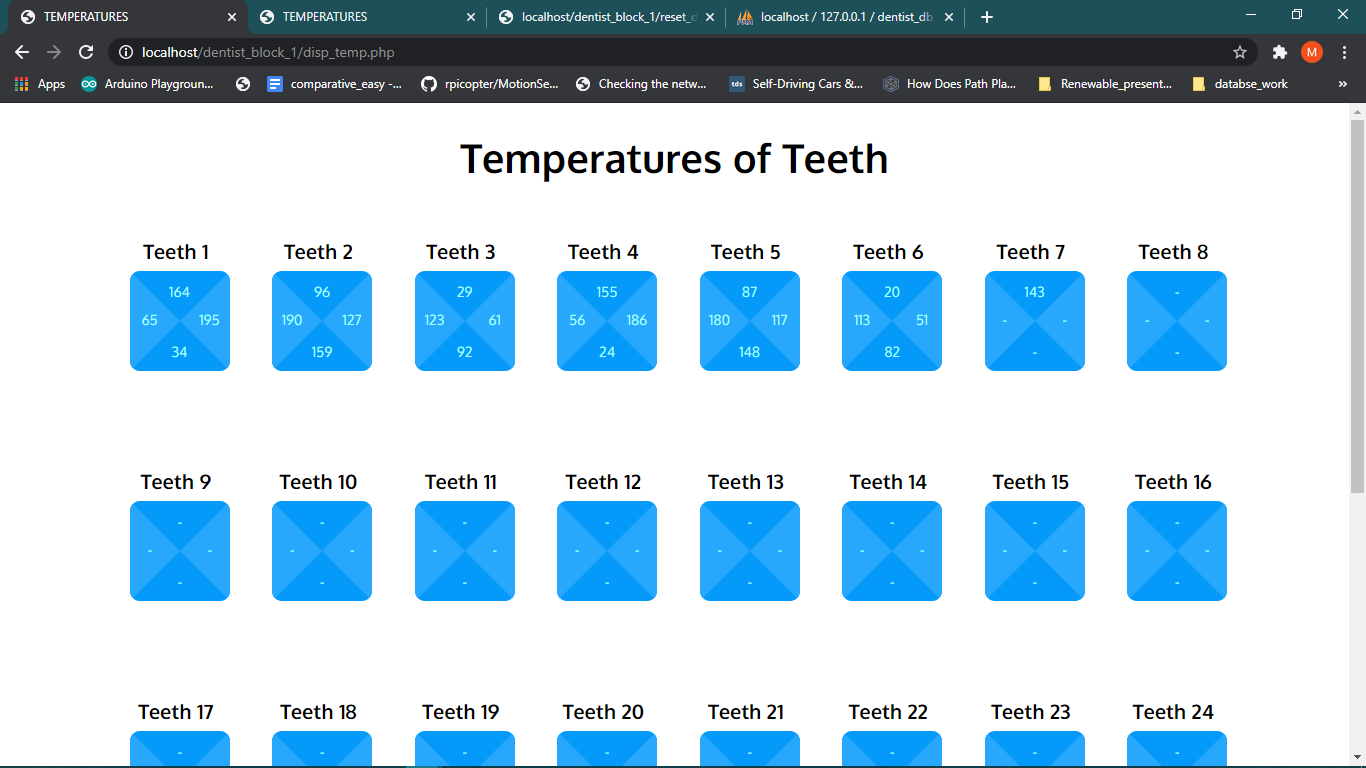 TEMPERATURES TEMPERATURES localhost/dentist_block_1/reset_d localhost / 127.0.0.1 / dentist_db
localhost/dentist_block_1/disp_temp.php M
Apps Arduino Playgroun... comparative_easy -... rpicopter/MotionSe... Checking the netw... tds Self-Driving Cars &... How Does Path Pla... Renewable_present... databse_work »
Temperatures of Teeth
Teeth 1 Teeth 2 Teeth 3 Teeth 4 Teeth 5 Teeth 6 Teeth 7 Teeth 8
164 96 29 155 87 20 143 -
65 195 190 127 123 61 56 186 180 117 113 51 - - - -
34 159 92 24 148 82 - -
Teeth 9 Teeth 10 Teeth 11 Teeth 12 Teeth 13 Teeth 14 Teeth 15 Teeth 16
- - - - - - - -
- - - - - - - - - - - - - - - -
- - - - - - - -
Teeth 17 Teeth 18 Teeth 19 Teeth 20 Teeth 21 Teeth 22 Teeth 23 Teeth 24
- - - - - - - -